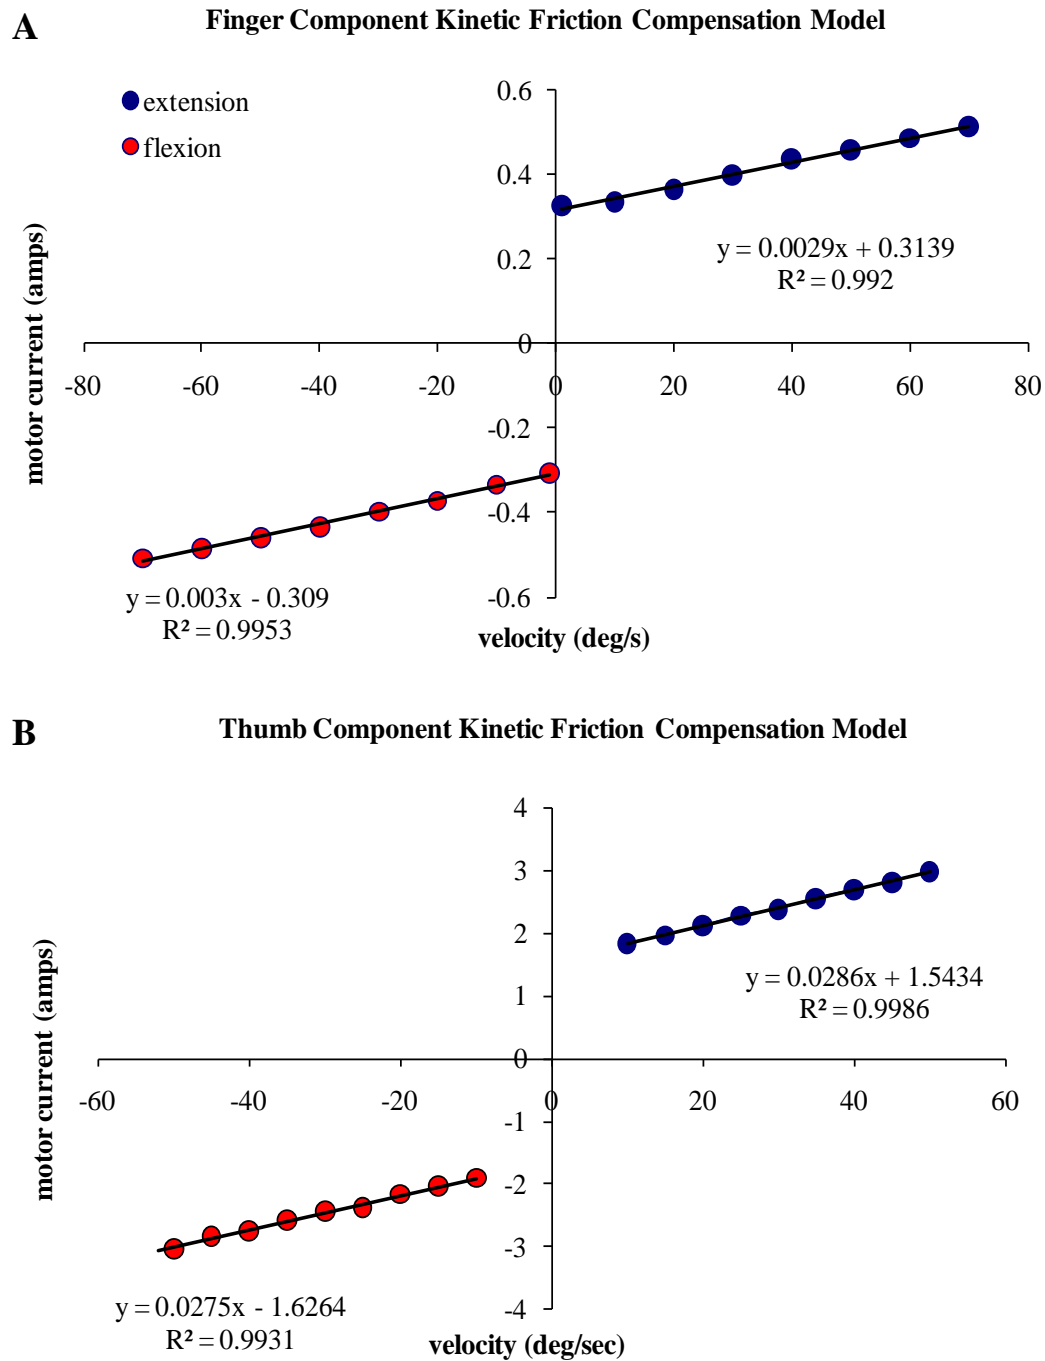 A
Finger Component Kinetic Friction Compensation Model
extension
flexion
0.6
0.4
0.2
0
-0.2
-0.4
-0.6
-80
-60
-40
-20
0
20
40
60
80
motor current (amps)
y = 0.0029x + 0.3139
R² = 0.992
y = 0.003x - 0.309
R² = 0.9953
velocity (deg/s)
B
Thumb Component Kinetic Friction Compensation Model
4
3
2
1
0
-1
-2
-3
-4
-60
-40
-20
0
20
40
60
motor current (amps)
y = 0.0286x + 1.5434
R² = 0.9986
y = 0.0275x - 1.6264
R² = 0.9931
velocity (deg/sec)